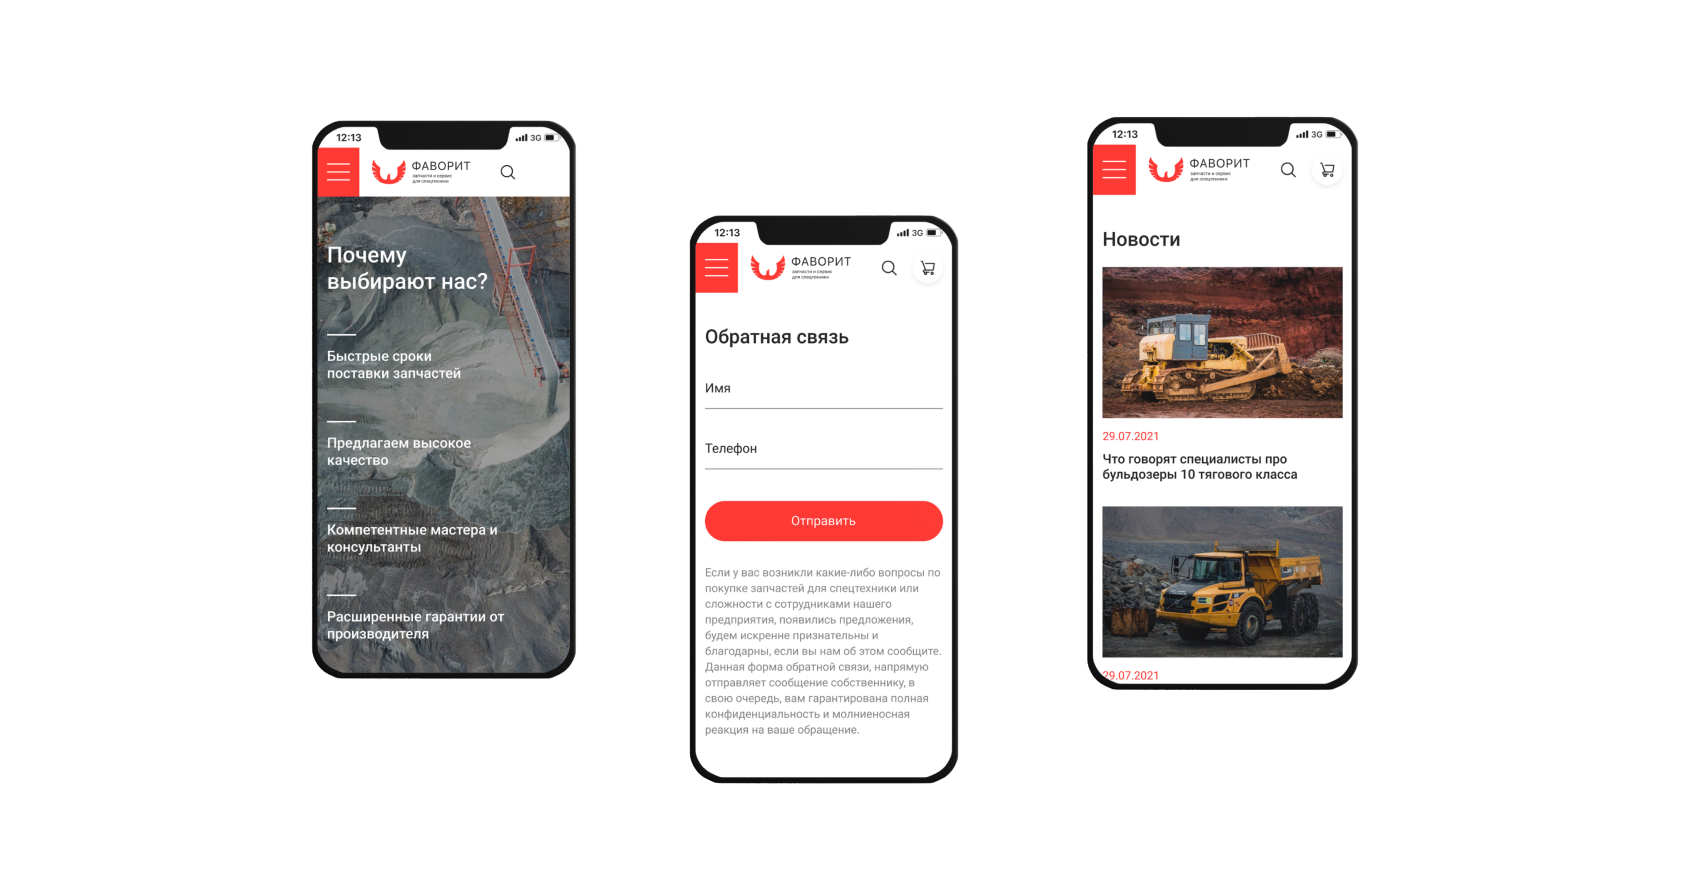 12:13
3G
ФАВОРИТ
запчасти и сервис
для спецтехники
Почему
выбирают нас?
Быстрые сроки
поставки запчастей
Предлагаем высокое
качество
Компетентные мастера и
консультанты
Расширенные гарантии от
производителя
12:13
3G
ФАВОРИТ
запчасти и сервис
для спецтехники
Обратная связь
Имя
Телефон
Отправить
Если у вас возникли какие-либо вопросы по
покупке запчастей для спецтехники или
сложности с сотрудниками нашего
предприятия, появились предложения,
будем искренне признательны и
благодарны, если вы нам об этом сообщите.
Данная форма обратной связи, напрямую
отправляет сообщение собственнику, в
свою очередь, вам гарантирована полная
конфиденциальность и молниеносная
реакция на ваше обращение.
12:13
3G
ФАВОРИТ
запчасти и сервис
для спецтехники
Новости
29.07.2021
Что говорят специалисты про
бульдозеры 10 тягового класса
29.07.2021